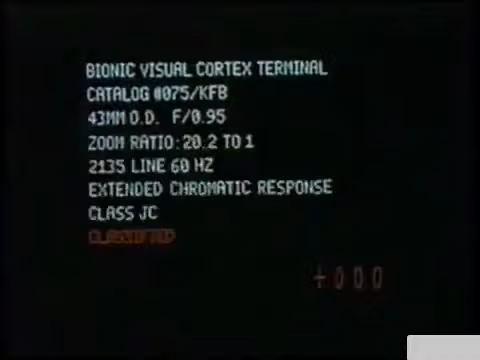 BIONIC VISUAL CORTEX TERMINAL
CATALOG #075/KFB
43MM O.D. F/0.95
ZOOM RATIO: 20.2 TO 1
2135 LINE 60 HZ
EXTENDED CHROMATIC RESPONSE
CLASS JC
CLASSIFIED
+000